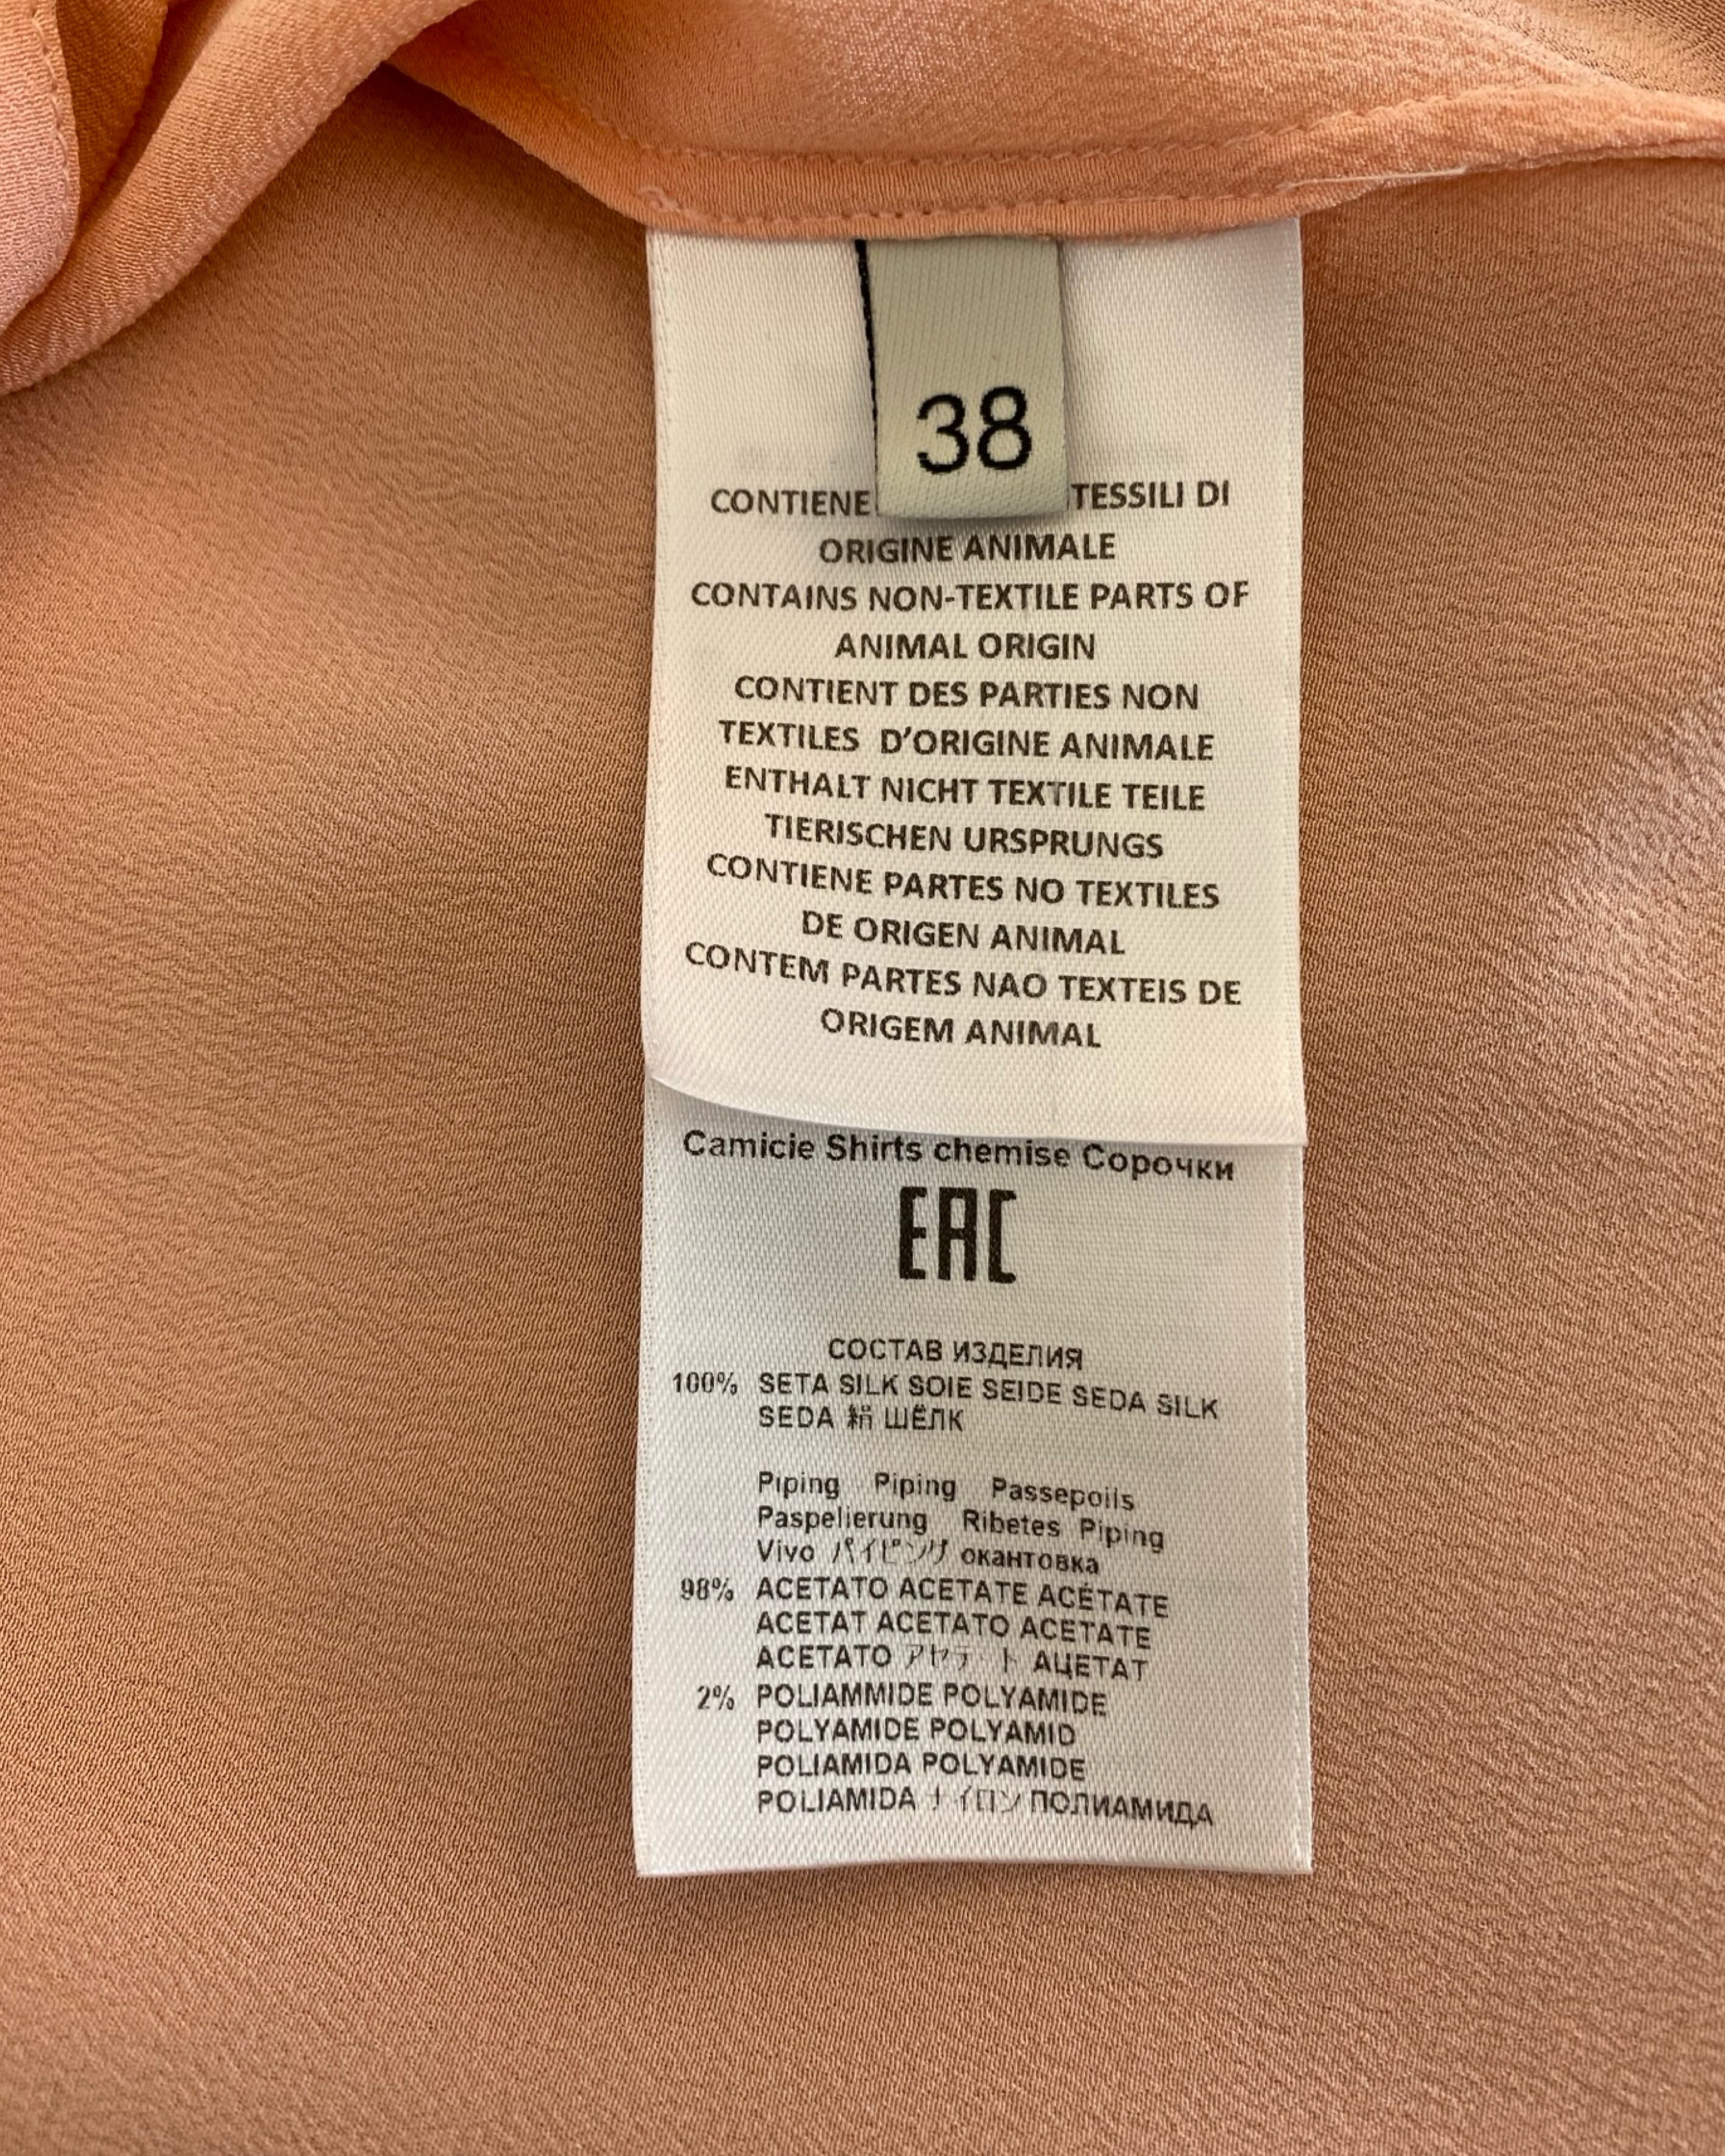 38
CONTIENE TESSILI DI
ORIGINE ANIMALE
CONTAINS NON-TEXTILE PARTS OF
ANIMAL ORIGIN
CONTIENT DES PARTIES NON
TEXTILES D'ORIGINE ANIMALE
ENTHALT NICHT TEXTILE TEILE
TIERISCHEN URSPRUNGS
CONTIENE PARTES NO TEXTILES
DE ORIGEN ANIMAL
CONTEM PARTES NAO TEXTEIS DE
ORIGEM ANIMAL
Camicie Shirts chemise Сорочки
EAC
СОСТАВ ИЗДЕЛИЯ
100% SETA SILK SOIE SEIDE SEDA SILK
SEDA 絹 ШЁЛК
Piping Piping Passepoils
Paspelierung Ribetes Piping
Vivo パイピング окантовка
98% ACETATO ACETATE ACÉTATE
ACETAT ACETATO ACETATE
ACETATO アセテート АЦЕТАТ
2% POLIAMMIDE POLYAMIDE
POLYAMIDE POLYAMID
POLIAMIDA POLYAMIDE
POLIAMIDA ナイロン ПОЛИАМИДА